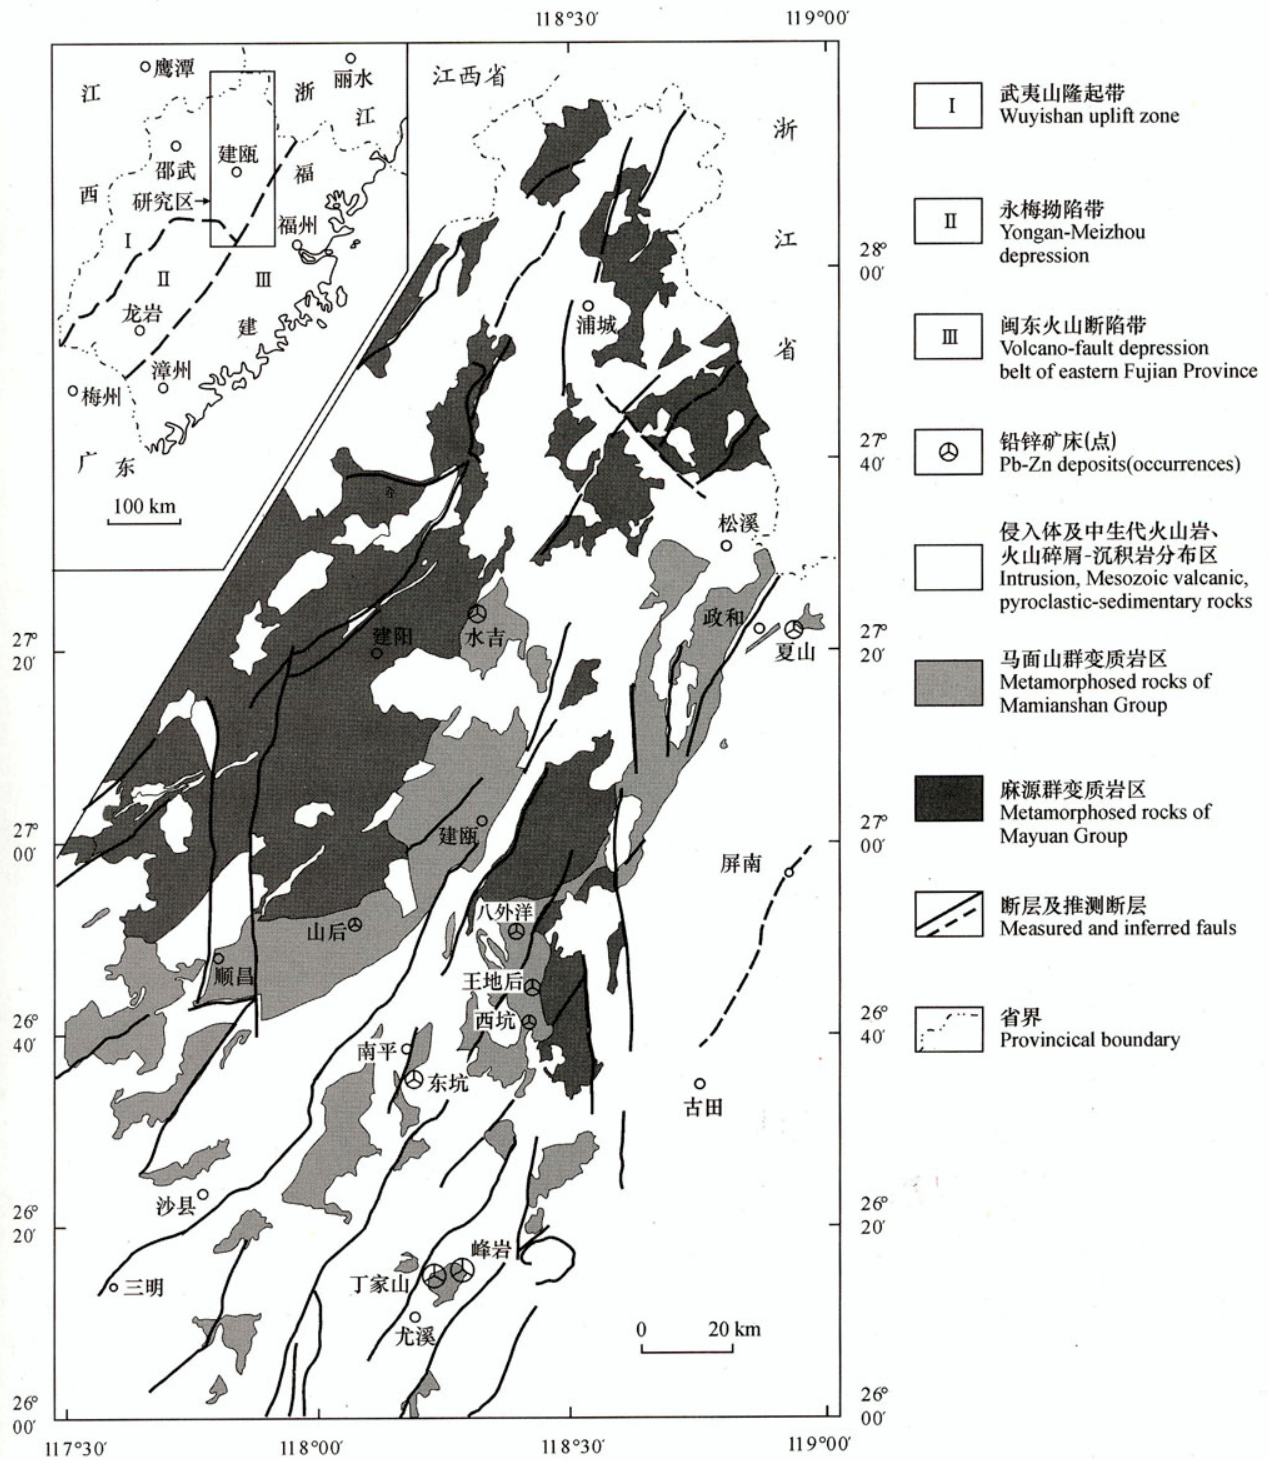 118°30′
119°00′
鹰潭
丽水
江西省
江
浙
江
浙
邵武
建瓯
福
西
研究区
福州
I
II
III
江
龙岩
建
漳州
梅州
广 东
100 km
省
浦城
松溪
政和
夏山
水吉
建阳
建瓯
屏南
八外洋
山后
顺昌
王地后
西坑
南平
东坑
古田
沙县
峰岩
丁家山
三明
尤溪
0 20 km
28°
00′
27°
40′
27°
20′
27°
00′
26°
40′
26°
20′
26°
00′
27°
20′
27°
00′
26°
40′
26°
20′
26°
00′
117°30′
118°00′
118°30′
119°00′
I
武夷山隆起带
Wuyishan uplift zone
II
永梅拗陷带
Yongan-Meizhou
depression
III
闽东火山断陷带
Volcano-fault depression
belt of eastern Fujian Province
铅锌矿床(点)
Pb-Zn deposits(occurrences)
侵入体及中生代火山岩、
火山碎屑-沉积岩分布区
Intrusion, Mesozoic valcanic,
pyroclastic-sedimentary rocks
马面山群变质岩区
Metamorphosed rocks of
Mamianshan Group
麻源群变质岩区
Metamorphosed rocks of
Mayuan Group
断层及推测断层
Measured and inferred fauls
省界
Provincical boundary